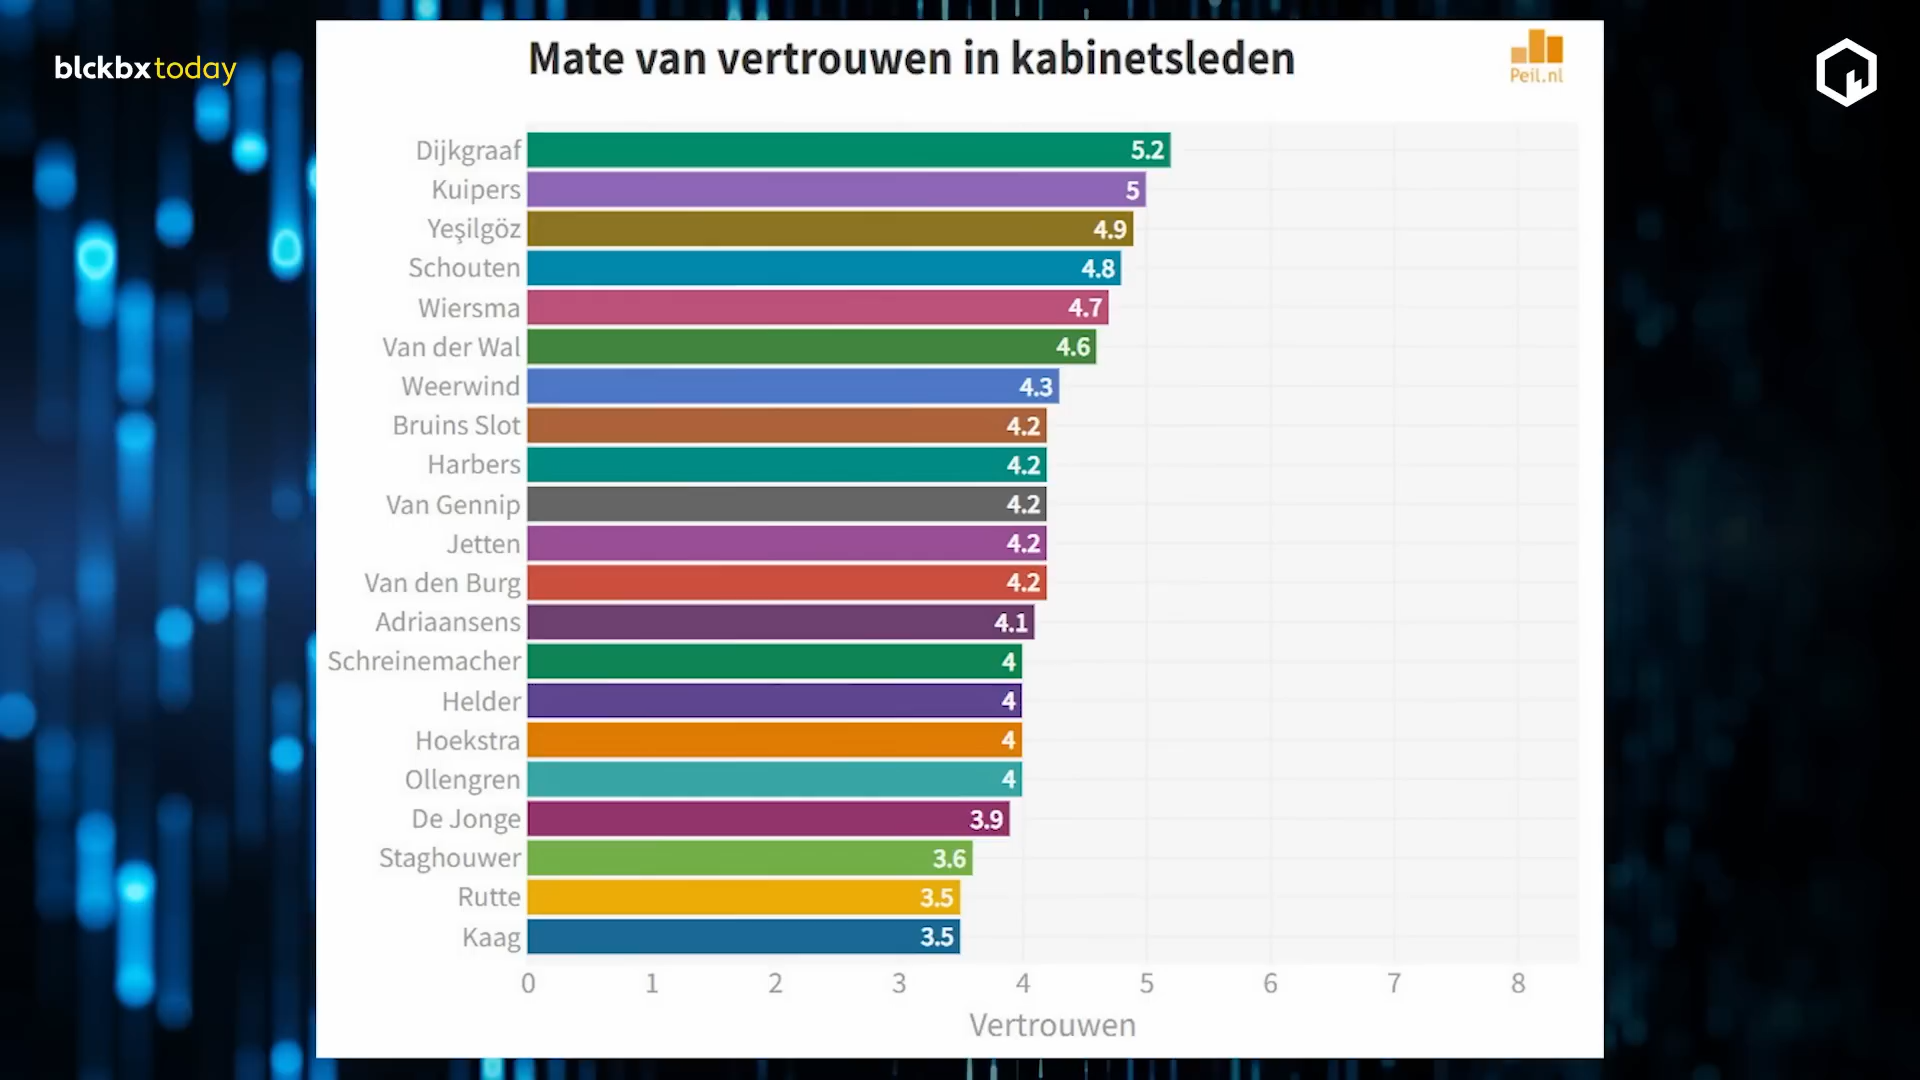 blckbxtoday
Mate van vertrouwen in kabinetsleden
Peil.nl
Dijkgraaf 5.2
Kuipers 5
Yeşilgöz 4.9
Schouten 4.8
Wiersma 4.7
Van der Wal 4.6
Weerwind 4.3
Bruins Slot 4.2
Harbers 4.2
Van Gennip 4.2
Jetten 4.2
Van den Burg 4.2
Adriaansens 4.1
Schreinemacher 4
Helder 4
Hoekstra 4
Ollengren 4
De Jonge 3.9
Staghouwer 3.6
Rutte 3.5
Kaag 3.5
0 1 2 3 4 5 6 7 8
Vertrouwen